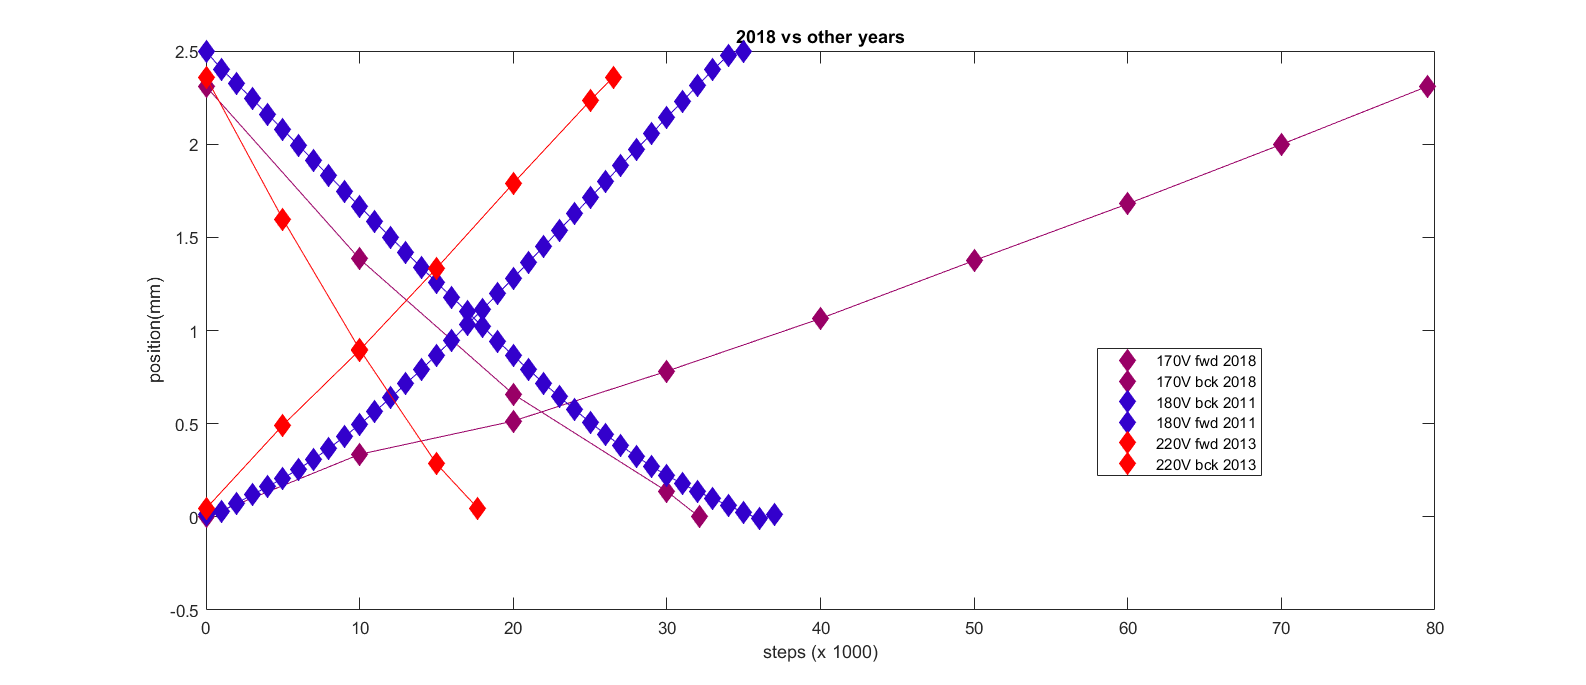 2018 vs other years
2.5
2
1.5
1
0.5
0
-0.5
position(mm)
170V fwd 2018
170V bck 2018
180V bck 2011
180V fwd 2011
220V fwd 2013
220V bck 2013
0 10 20 30 40 50 60 70 80
steps (x 1000)